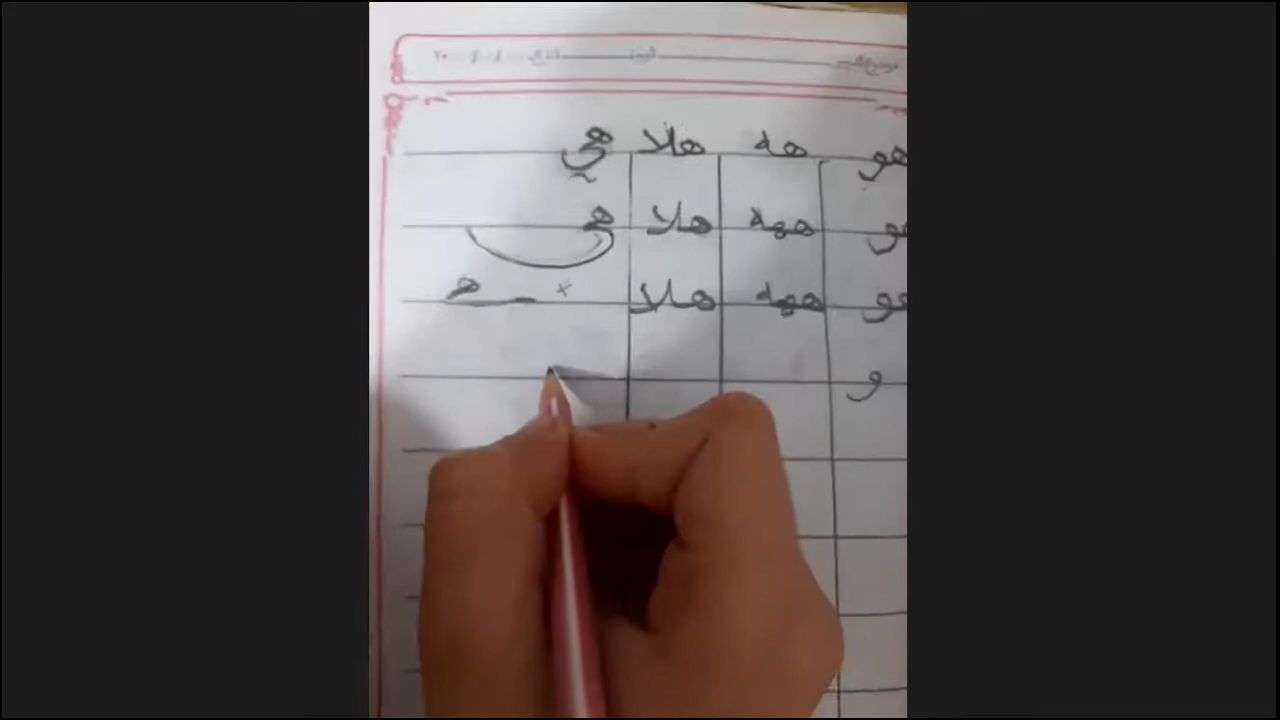 هو هه هلا هي
هو ههه هلا هي
هو ههه هلا × ه
و